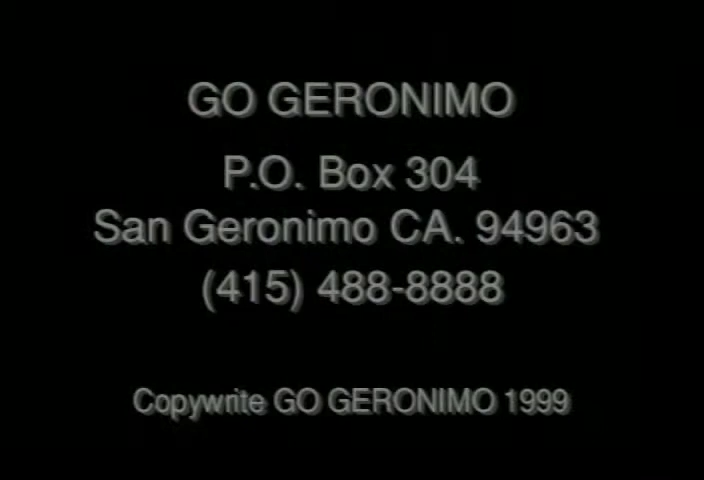 GO GERONIMO
P.O. Box 304
San Geronimo CA. 94963
(415) 488-8888
Copywrite GO GERONIMO 1999